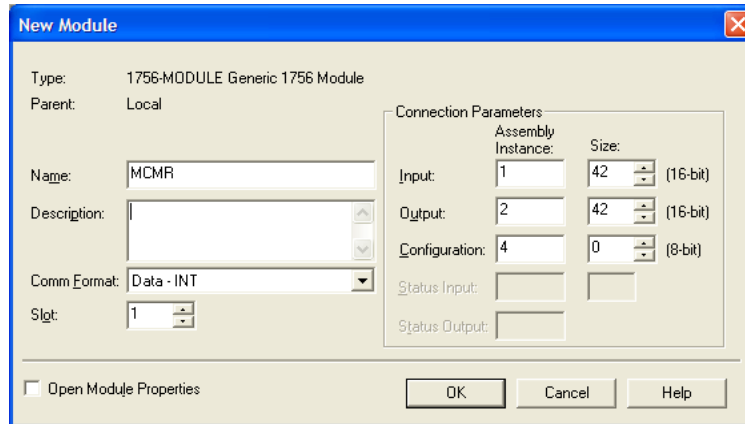 New Module
Type: 1756-MODULE Generic 1756 Module
Parent: Local
Connection Parameters
Assembly Instance: Size:
Name: MCMR
Input: 1 42 (16-bit)
Description:
Output: 2 42 (16-bit)
Configuration: 4 0 (8-bit)
Comm Format: Data - INT
Status Input:
Slot: 1
Status Output:
Open Module Properties
OK Cancel Help